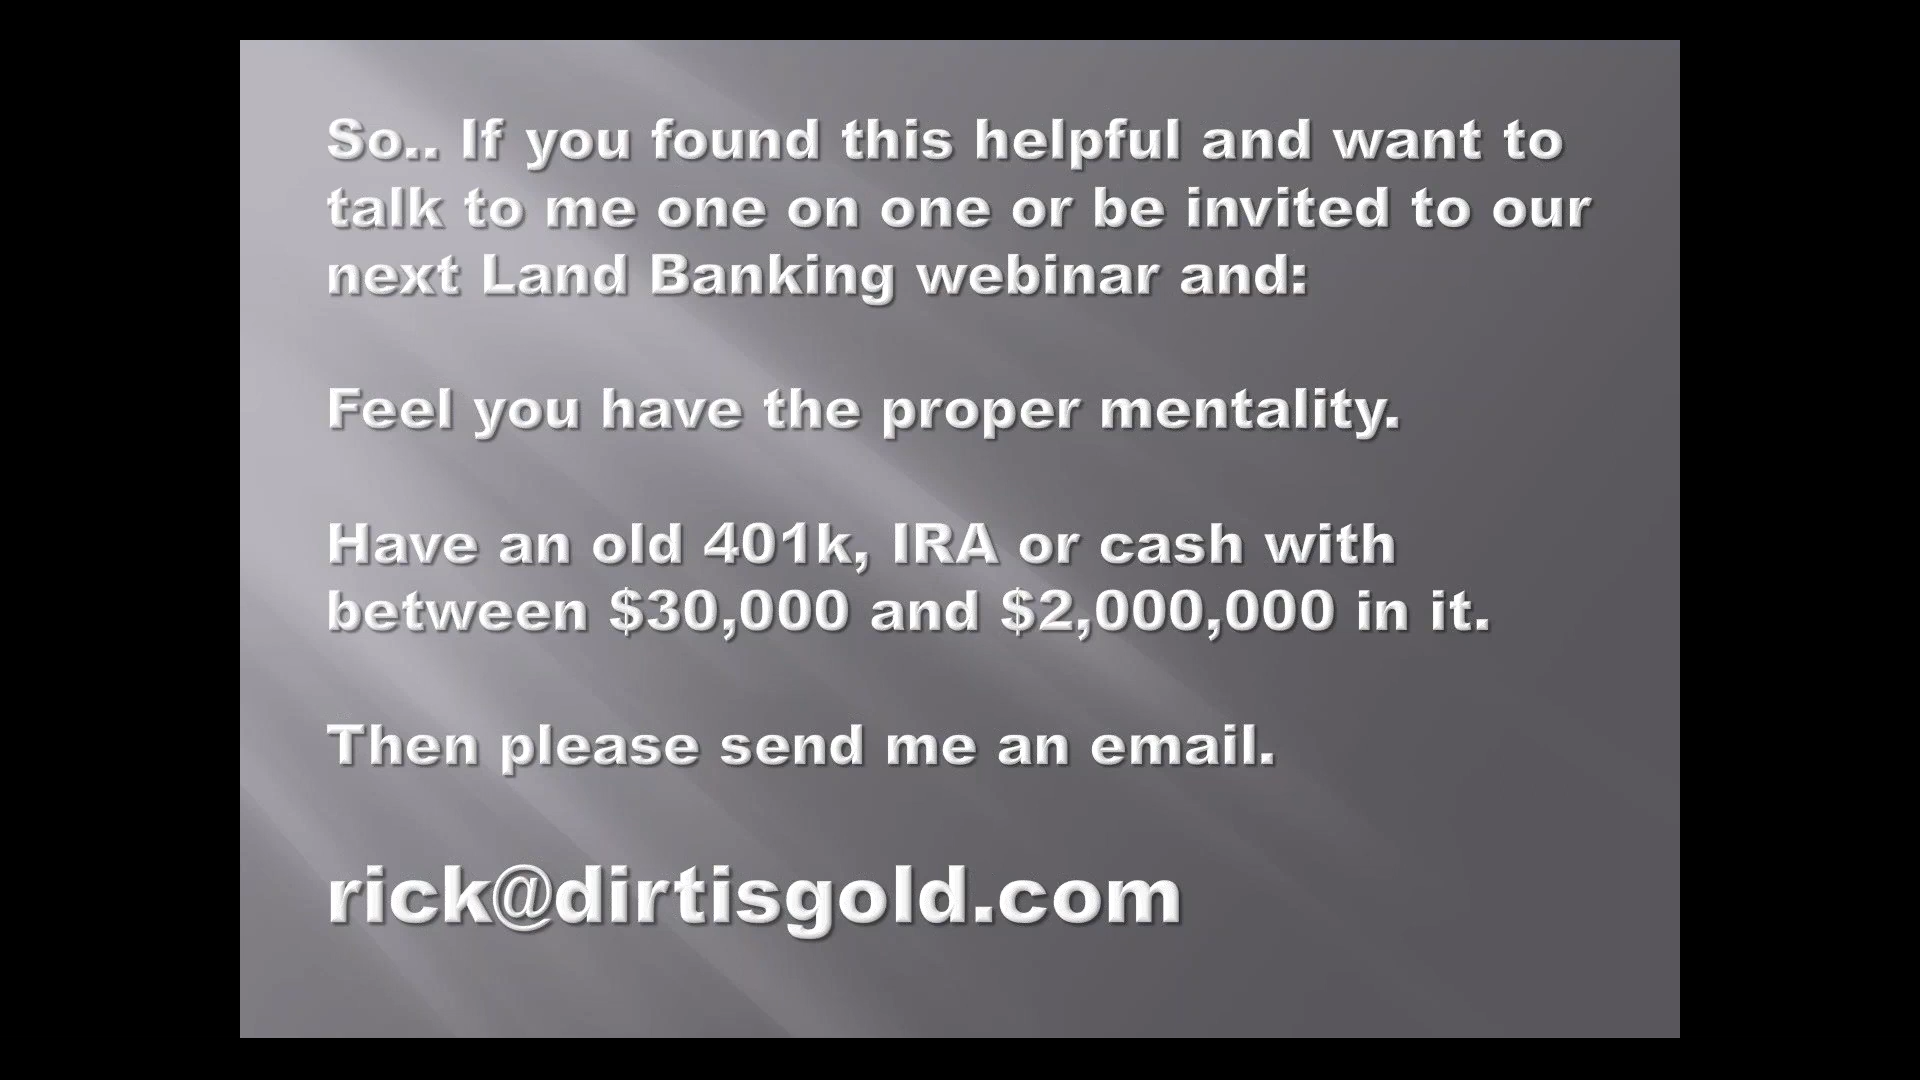 So.. If you found this helpful and want to
talk to me one on one or be invited to our
next Land Banking webinar and:
Feel you have the proper mentality.
Have an old 401k, IRA or cash with
between $30,000 and $2,000,000 in it.
Then please send me an email.
rick@dirtisgold.com